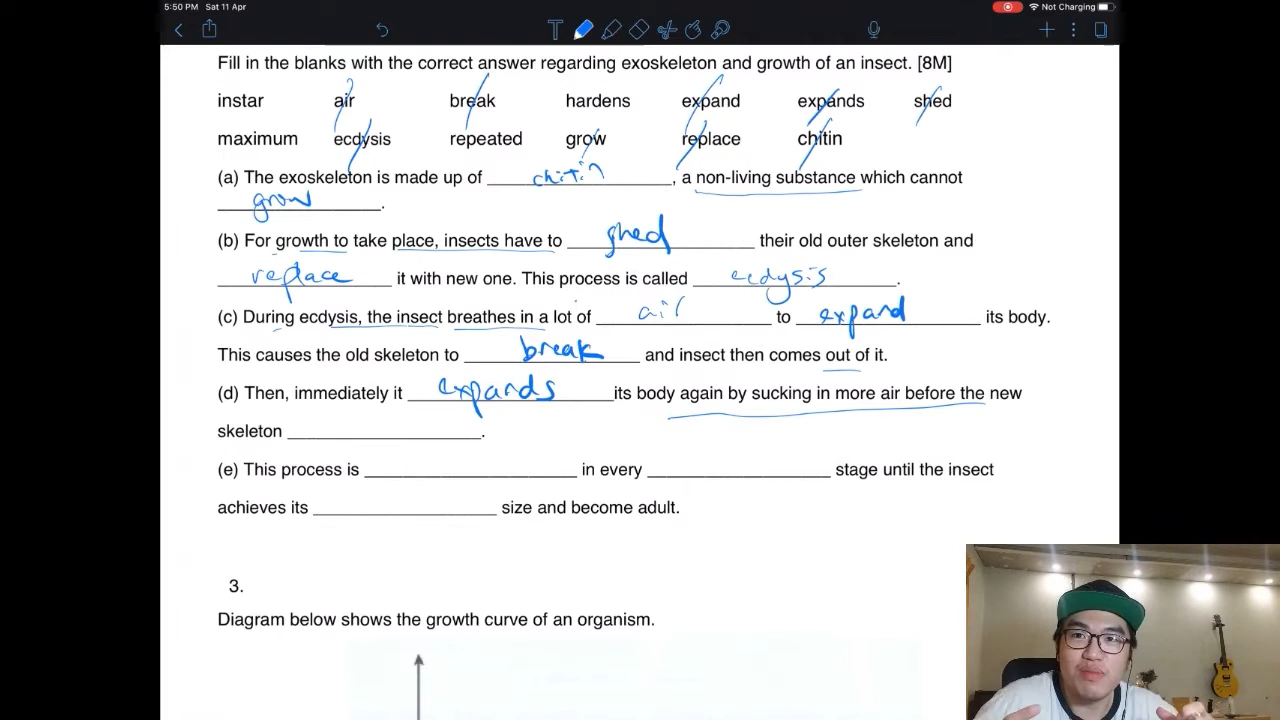 5:50 PM Sat 11 Apr
Not Charging
T
Fill in the blanks with the correct answer regarding exoskeleton and growth of an insect. [8M]
instar air break hardens expand expands shed
maximum ecdysis repeated grow replace chitin
(a) The exoskeleton is made up of chitin, a non-living substance which cannot
grow.
(b) For growth to take place, insects have to shed their old outer skeleton and
replace it with new one. This process is called ecdysis.
(c) During ecdysis, the insect breathes in a lot of air to expand its body.
This causes the old skeleton to break and insect then comes out of it.
(d) Then, immediately it expands its body again by sucking in more air before the new
skeleton ____________________.
(e) This process is ____________________ in every ____________________ stage until the insect
achieves its ____________________ size and become adult.
3.
Diagram below shows the growth curve of an organism.